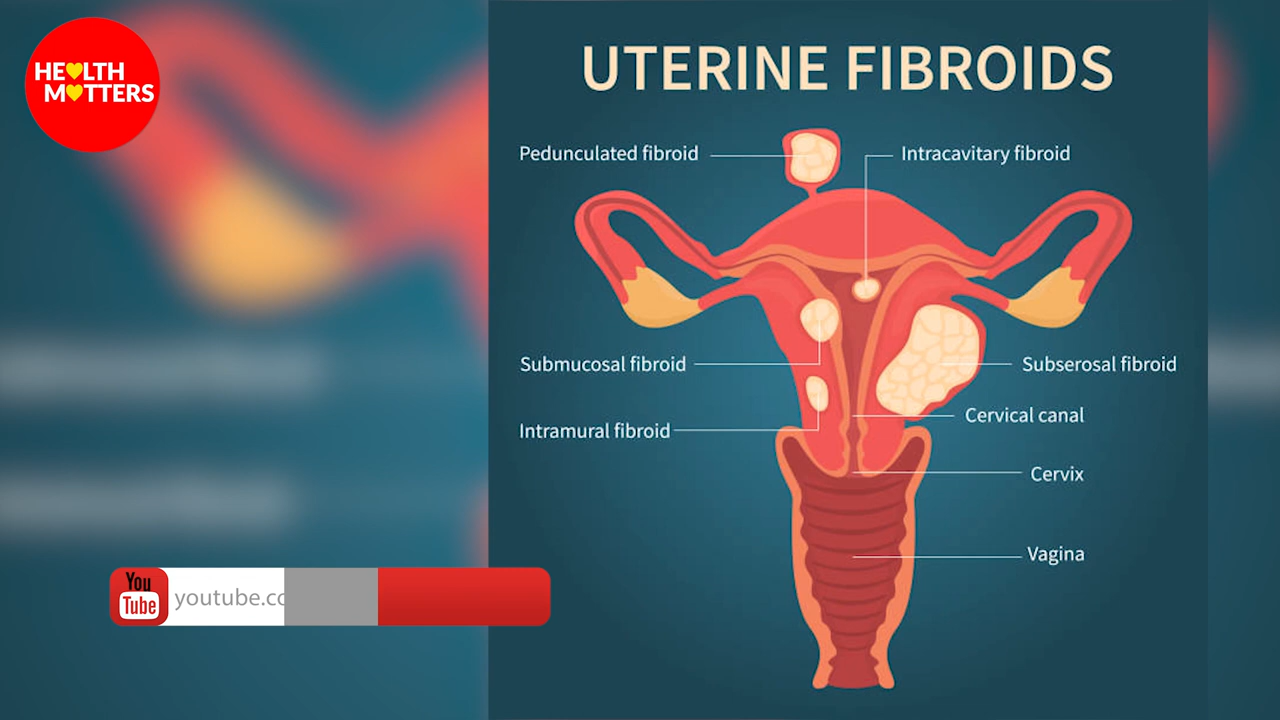 HEALTH
MATTERS
UTERINE FIBROIDS
Pedunculated fibroid
Intracavitary fibroid
Submucosal fibroid
Subserosal fibroid
Cervical canal
Intramural fibroid
Cervix
Vagina
You
Tube
youtube.co